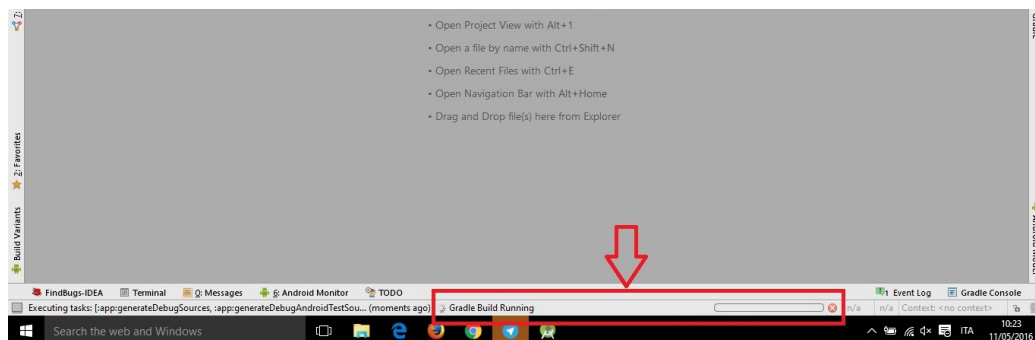 7:
• Open Project View with Alt+1
• Open a file by name with Ctrl+Shift+N
• Open Recent Files with Ctrl+E
• Open Navigation Bar with Alt+Home
• Drag and Drop file(s) here from Explorer
2: Favorites
Build Variants
FindBugs-IDEA Terminal 0: Messages 6: Android Monitor TODO 1 Event Log Gradle Console
Executing tasks: [:app:generateDebugSources, :app:generateDebugAndroidTestSou... (moments ago) Gradle Build Running n/a n/a Context: <no context>
Search the web and Windows ITA 10:23
11/05/2016